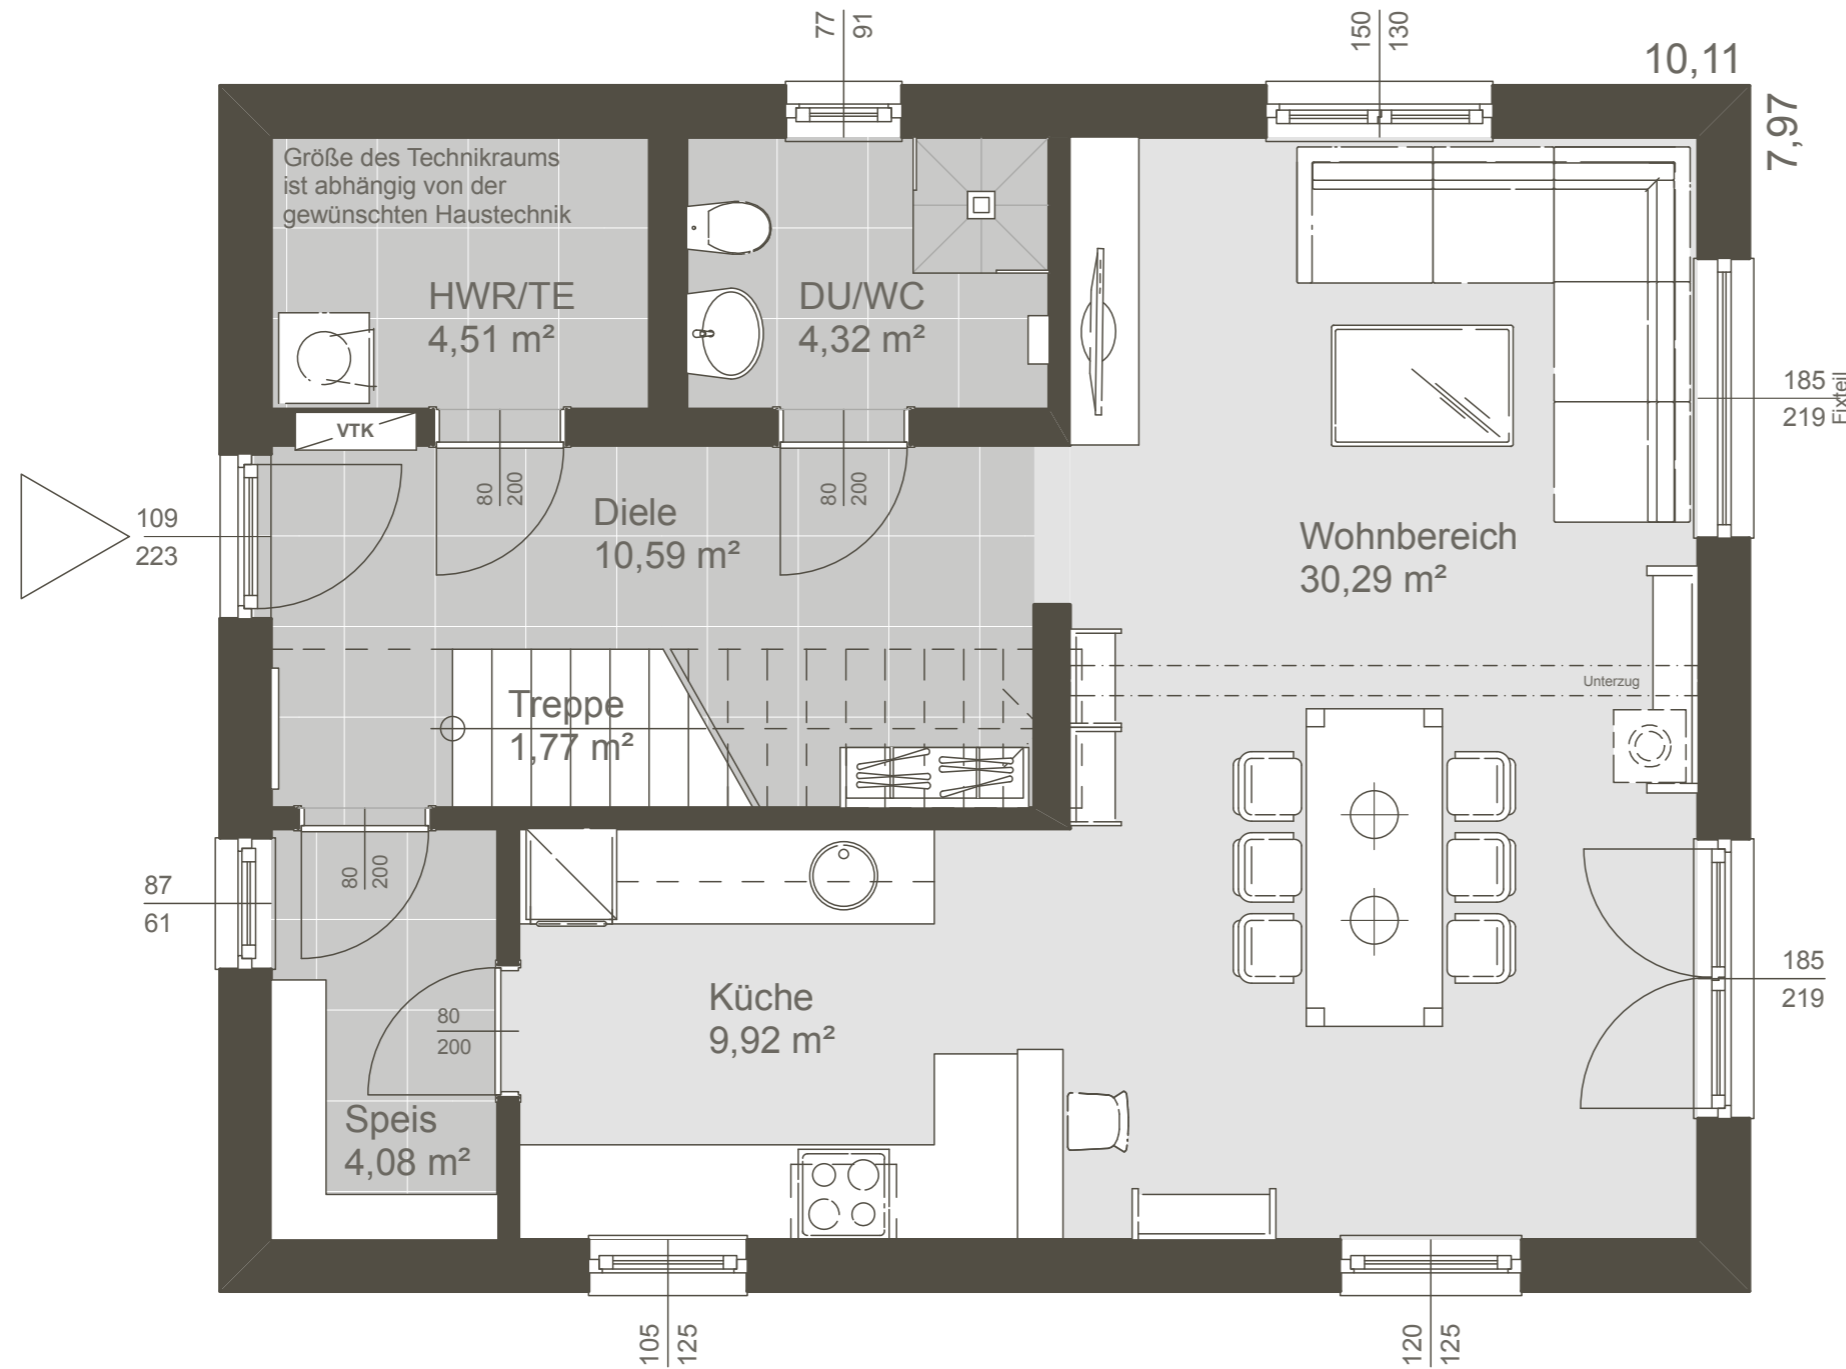 77
91
150
130
10,11
7,97
Größe des Technikraums
ist abhängig von der
gewünschten Haustechnik
HWR/TE
4,51 m²
DU/WC
4,32 m²
185
219
Fixteil
VTK
80
200
80
200
109
223
Diele
10,59 m²
Wohnbereich
30,29 m²
Unterzug
Treppe
1,77 m²
80
200
87
61
185
219
Küche
9,92 m²
80
200
Speis
4,08 m²
105
125
120
125